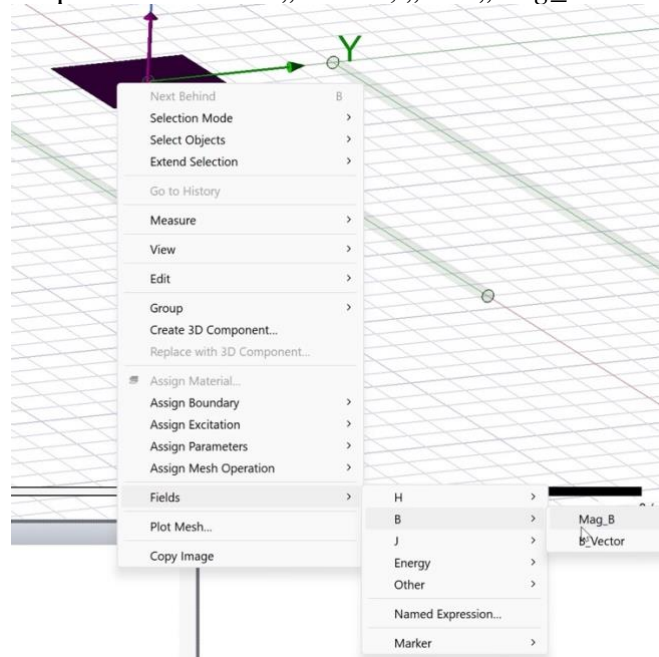 Y
Next Behind B
Selection Mode
Select Objects
Extend Selection
Go to History
Measure
View
Edit
Group
Create 3D Component...
Replace with 3D Component...
Assign Material...
Assign Boundary
Assign Excitation
Assign Parameters
Assign Mesh Operation
Fields
Plot Mesh...
Copy Image
H
B
J
Energy
Other
Named Expression...
Marker
Mag_B
B_Vector